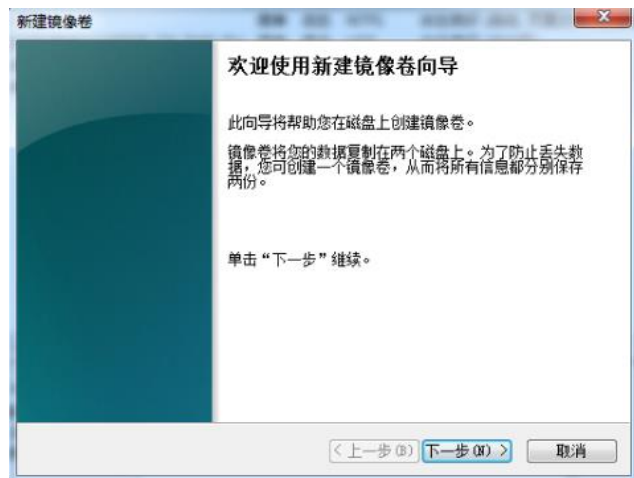 新建镜像卷
欢迎使用新建镜像卷向导
此向导将帮助您在磁盘上创建镜像卷。
镜像卷将您的数据复制在两个磁盘上。为了防止丢失数
据，您可创建一个镜像卷，从而将所有信息都分别保存
两份。
单击“下一步”继续。
< 上一步(B) 下一步(N) > 取消